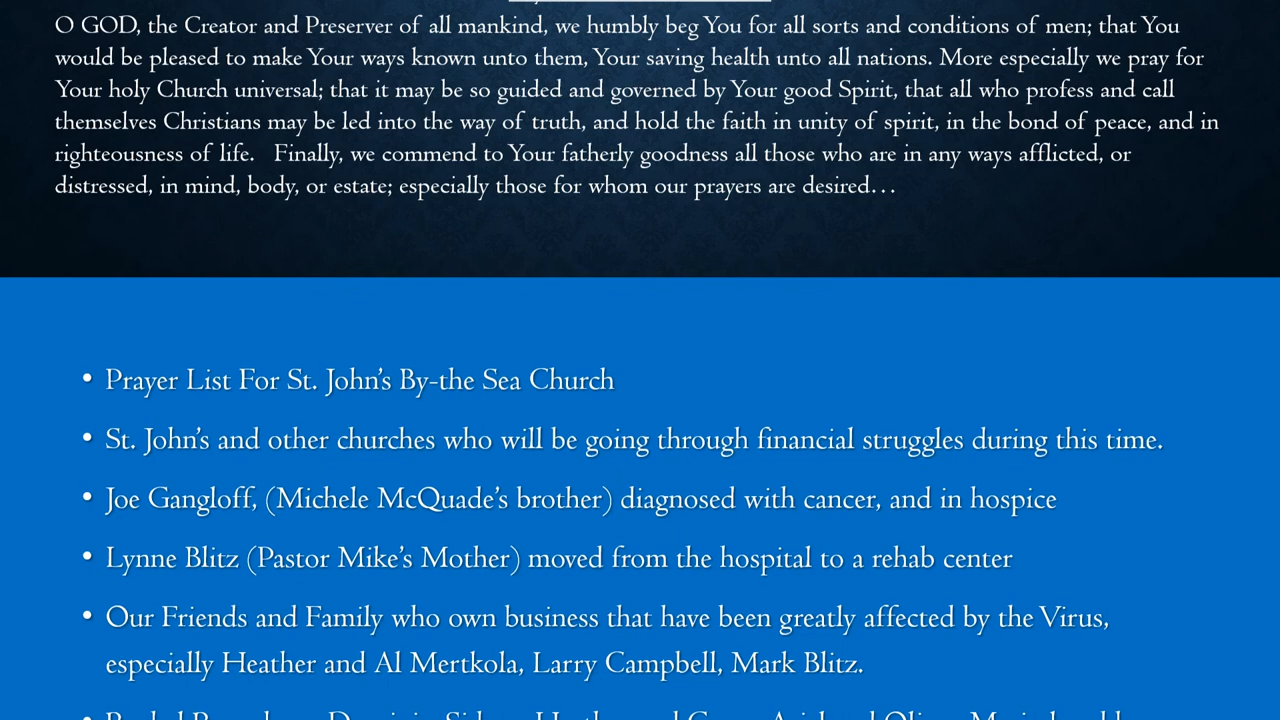 O GOD, the Creator and Preserver of all mankind, we humbly beg You for all sorts and conditions of men; that You
would be pleased to make Your ways known unto them, Your saving health unto all nations. More especially we pray for
Your holy Church universal; that it may be so guided and governed by Your good Spirit, that all who profess and call
themselves Christians may be led into the way of truth, and hold the faith in unity of spirit, in the bond of peace, and in
righteousness of life.   Finally, we commend to Your fatherly goodness all those who are in any ways afflicted, or
distressed, in mind, body, or estate; especially those for whom our prayers are desired…
• Prayer List For St. John's By-the Sea Church
• St. John's and other churches who will be going through financial struggles during this time.
• Joe Gangloff, (Michele McQuade's brother) diagnosed with cancer, and in hospice
• Lynne Blitz (Pastor Mike's Mother) moved from the hospital to a rehab center
• Our Friends and Family who own business that have been greatly affected by the Virus,
especially Heather and Al Mertkola, Larry Campbell, Mark Blitz.